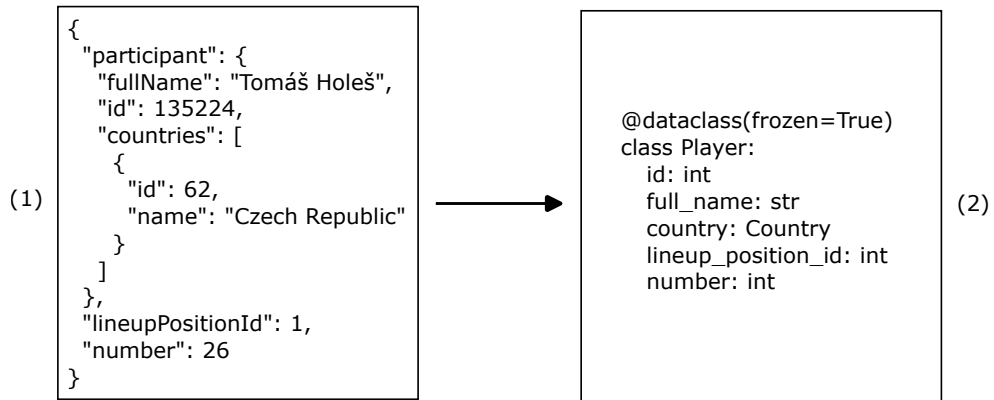 (1)
{
"participant": {
"fullName": "Tomáš Holeš",
"id": 135224,
"countries": [
{
"id": 62,
"name": "Czech Republic"
}
]
},
"lineupPositionId": 1,
"number": 26
}
@dataclass(frozen=True)
class Player:
id: int
full_name: str
country: Country
lineup_position_id: int
number: int
(2)